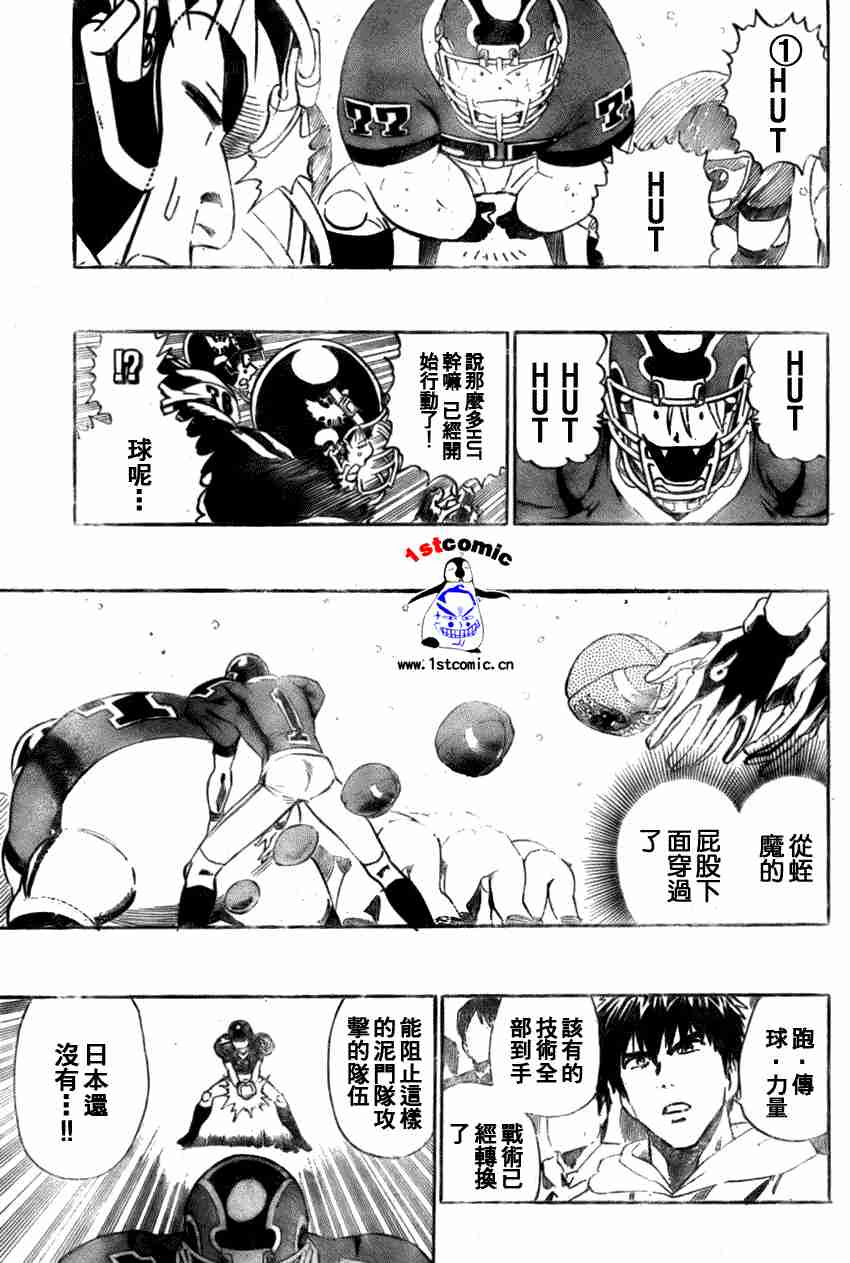 ①HUT
HUT
77
77
HUT
HUT
HUT
說那麼多HUT
幹嘛 已經開
始行動了!
!?
球呢…
1stcomic
www.1stcomic.cn
1
從蛭
魔的
屁股下
面穿過
了
跑·傳
球·力量
該有的
技術全
部到手
戰術已
經轉換
了
能阻止這樣
的泥門隊攻
擊的隊伍
日本還
沒有…!!